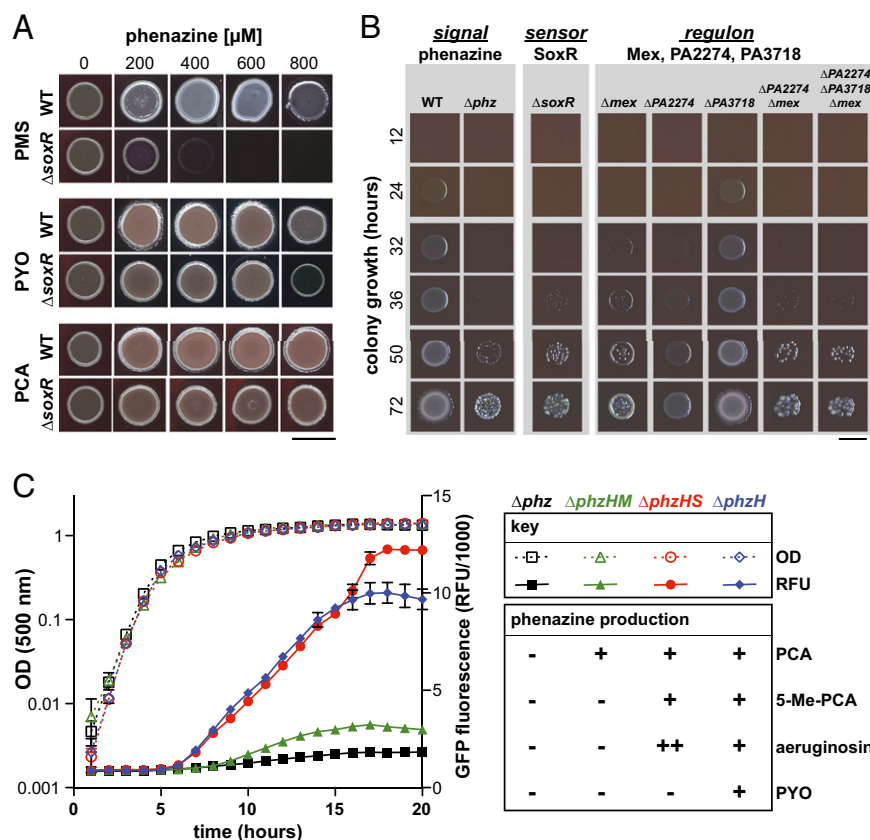 A
phenazine [µM]
0 200 400 600 800
PMS
WT
ΔsoxR
PYO
WT
ΔsoxR
PCA
WT
ΔsoxR
B
signal sensor regulon
phenazine SoxR Mex, PA2274, PA3718
WT Δphz ΔsoxR Δmex ΔPA2274 ΔPA3718 ΔPA2274 Δmex ΔPA2274 ΔPA3718 Δmex
colony growth (hours)
12
24
32
36
50
72
C
OD (500 nm)
1
0.1
0.01
0.001
GFP fluorescence (RFU/1000)
15
10
5
0
0 5 10 15 20
time (hours)
Δphz ΔphzHM ΔphzHS ΔphzH
key
OD
RFU
phenazine production
- + + + PCA
- - + + 5-Me-PCA
- - ++ + aeruginosin
- - - + PYO